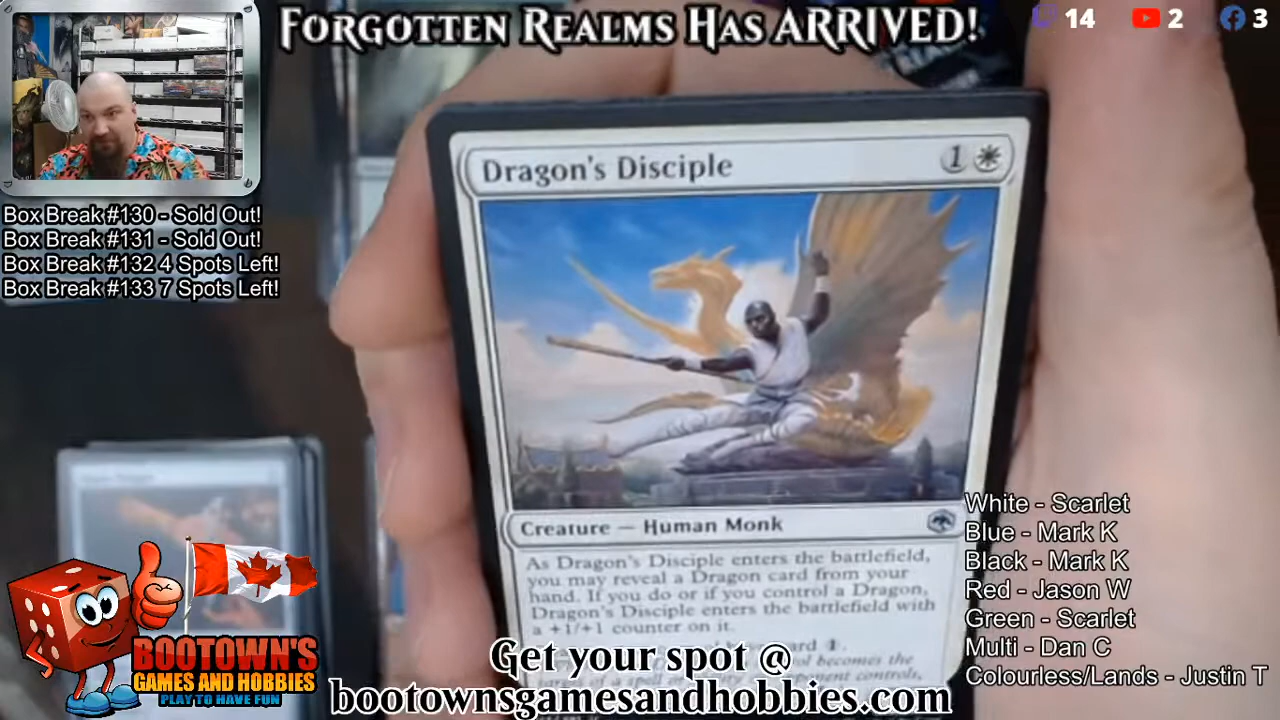 FORGOTTEN REALMS HAS ARRIVED!
14
2
3
Box Break #130 - Sold Out!
Box Break #131 - Sold Out!
Box Break #132 4 Spots Left!
Box Break #133 7 Spots Left!
Dragon's Disciple 1
Creature — Human Monk
As Dragon's Disciple enters the battlefield,
you may reveal a Dragon card from your
hand. If you do or if you control a Dragon,
Dragon's Disciple enters the battlefield with
a +1/+1 counter on it.
becomes the
White - Scarlet
Blue - Mark K
Black - Mark K
Red - Jason W
Green - Scarlet
Multi - Dan C
Colourless/Lands - Justin T
BOOTOWN'S
GAMES AND HOBBIES
PLAY TO HAVE FUN
Get your spot @
bootownsgamesandhobbies.com